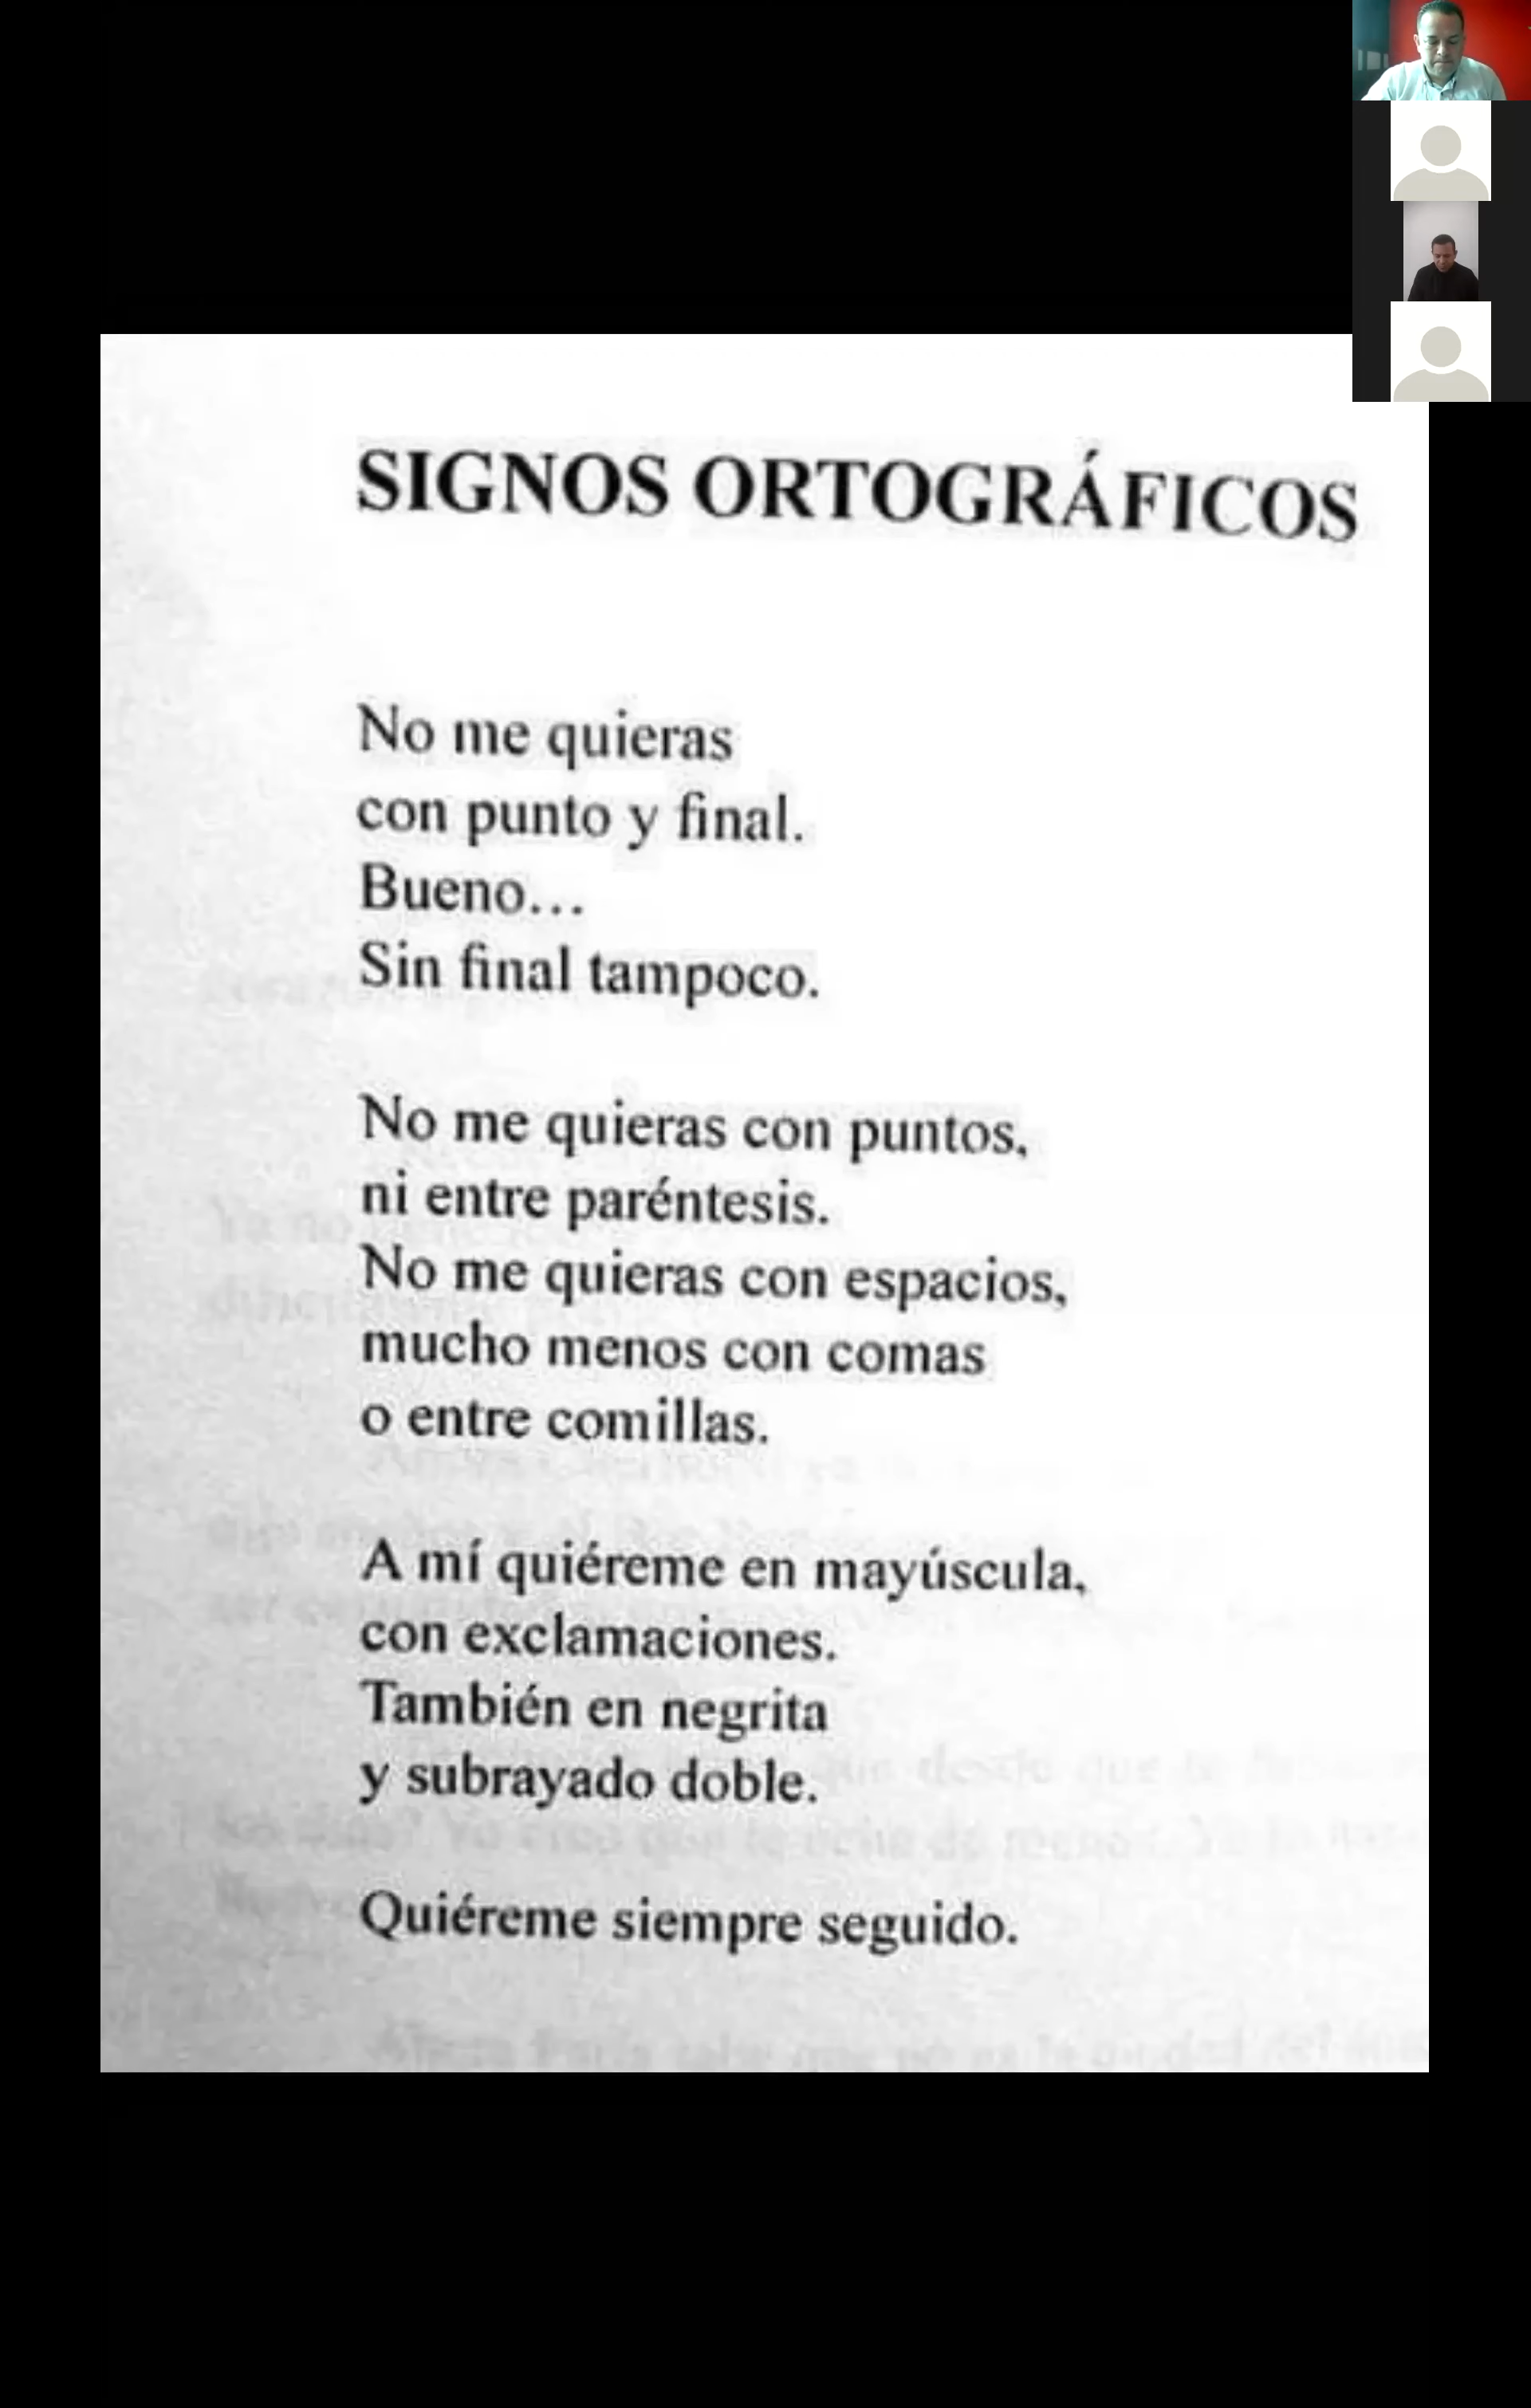 SIGNOS ORTOGRÁFICOS
No me quieras
con punto y final.
Bueno...
Sin final tampoco.
No me quieras con puntos,
ni entre paréntesis.
No me quieras con espacios,
mucho menos con comas
o entre comillas.
A mí quiéreme en mayúscula,
con exclamaciones.
También en negrita
y subrayado doble.
Quiéreme siempre seguido.